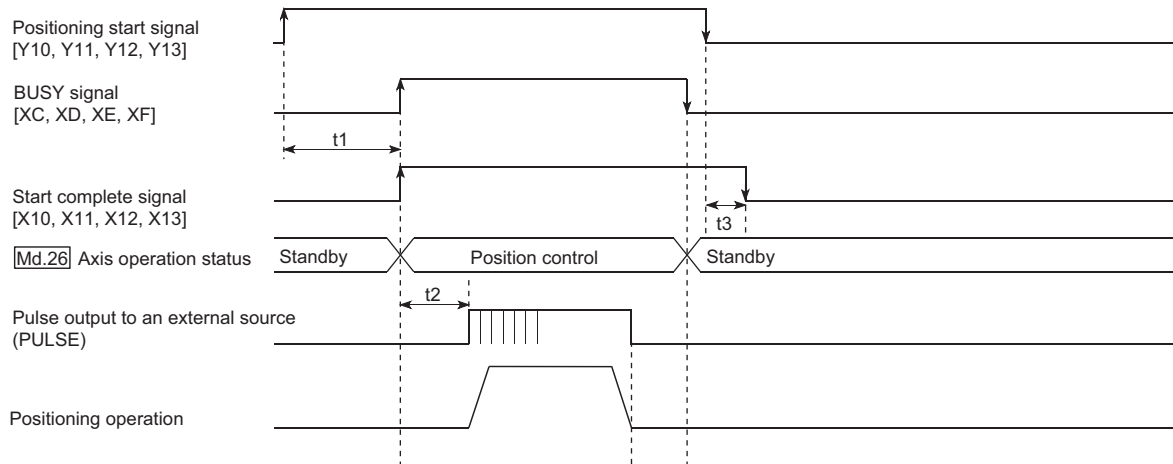 Positioning start signal
[Y10, Y11, Y12, Y13]
BUSY signal
[XC, XD, XE, XF]
t1
Start complete signal
[X10, X11, X12, X13]
t3
Md.26 Axis operation status
Standby
Position control
Standby
t2
Pulse output to an external source
(PULSE)
Positioning operation